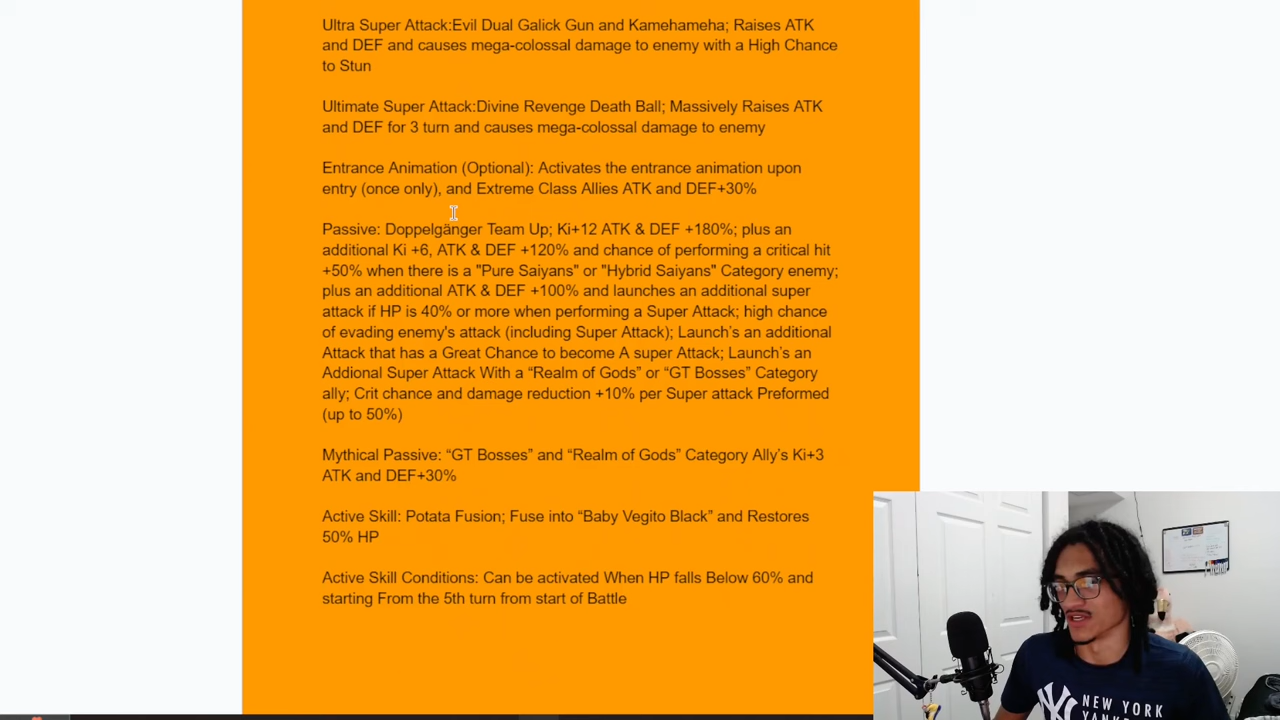 Ultra Super Attack:Evil Dual Galick Gun and Kamehameha; Raises ATK
and DEF and causes mega-colossal damage to enemy with a High Chance
to Stun
Ultimate Super Attack:Divine Revenge Death Ball; Massively Raises ATK
and DEF for 3 turn and causes mega-colossal damage to enemy
Entrance Animation (Optional): Activates the entrance animation upon
entry (once only), and Extreme Class Allies ATK and DEF+30%
Passive: Doppelgänger Team Up; Ki+12 ATK & DEF +180%; plus an
additional Ki +6, ATK & DEF +120% and chance of performing a critical hit
+50% when there is a "Pure Saiyans" or "Hybrid Saiyans" Category enemy;
plus an additional ATK & DEF +100% and launches an additional super
attack if HP is 40% or more when performing a Super Attack; high chance
of evading enemy's attack (including Super Attack); Launch’s an additional
Attack that has a Great Chance to become A super Attack; Launch’s an
Addional Super Attack With a “Realm of Gods” or “GT Bosses” Category
ally; Crit chance and damage reduction +10% per Super attack Preformed
(up to 50%)
Mythical Passive: “GT Bosses” and “Realm of Gods” Category Ally’s Ki+3
ATK and DEF+30%
Active Skill: Potata Fusion; Fuse into “Baby Vegito Black” and Restores
50% HP
Active Skill Conditions: Can be activated When HP falls Below 60% and
starting From the 5th turn from start of Battle
NEW YORK